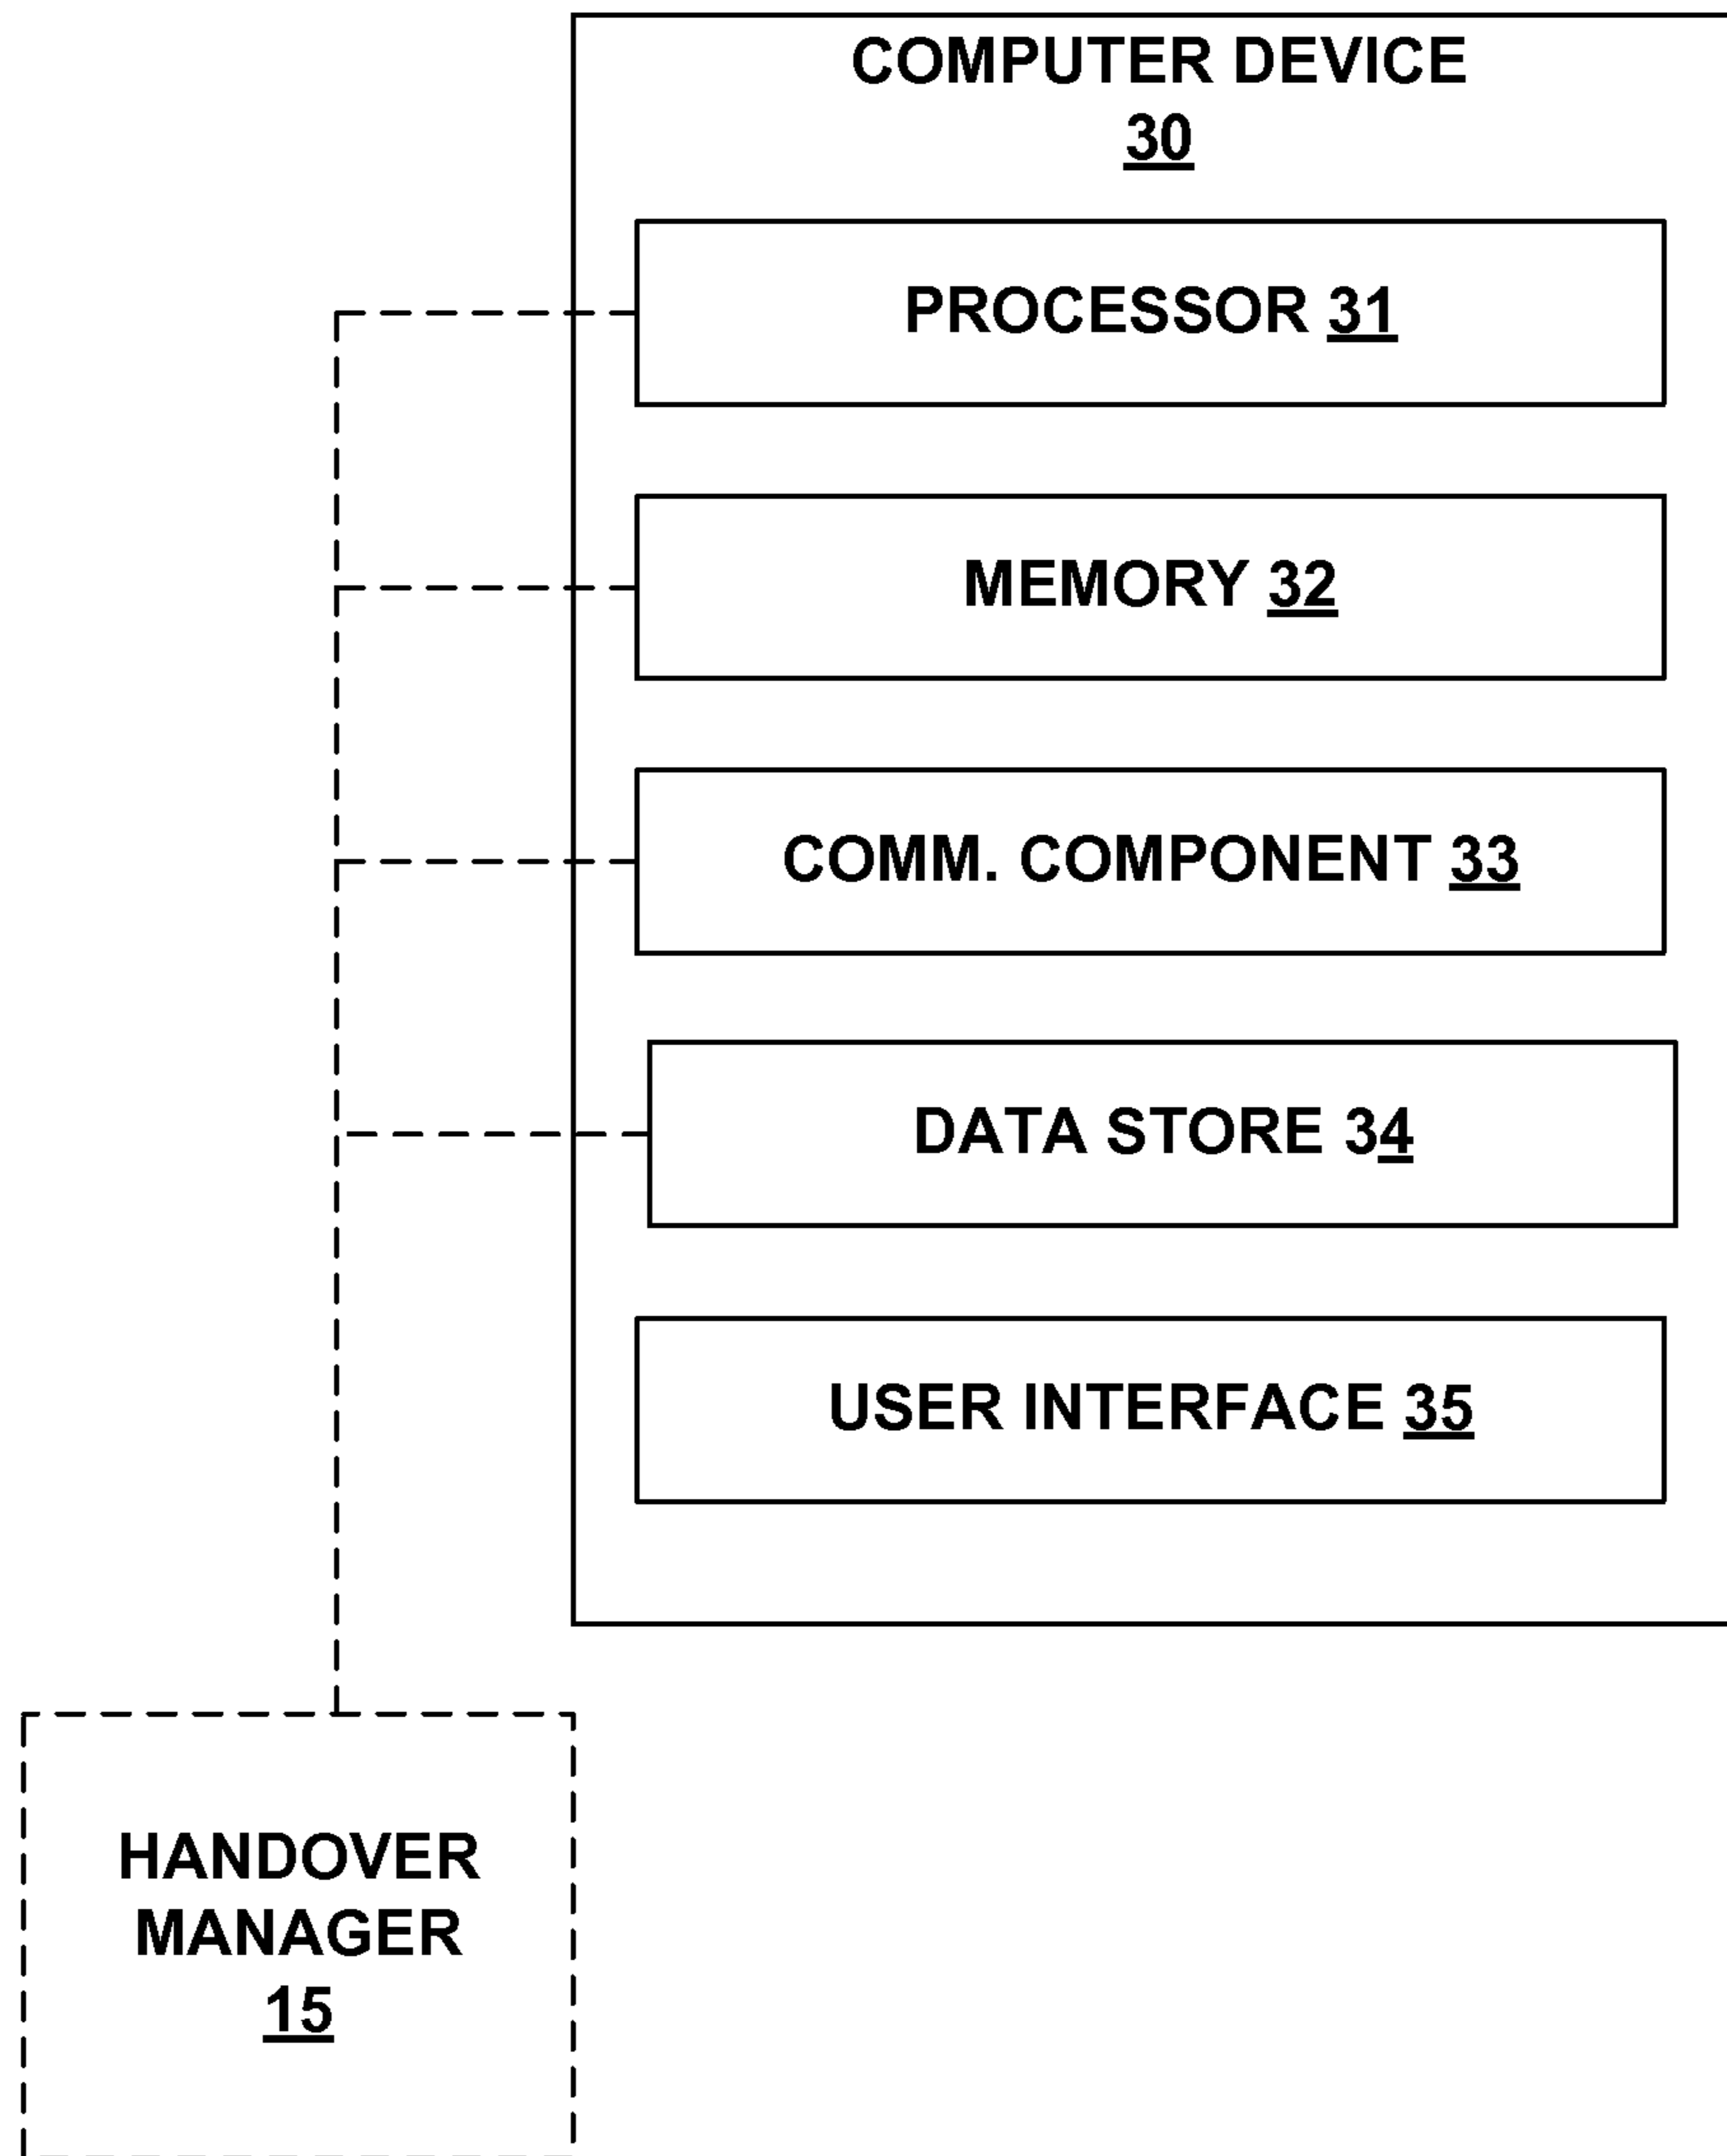 COMPUTER DEVICE
30
PROCESSOR 31
MEMORY 32
COMM. COMPONENT 33
DATA STORE 34
USER INTERFACE 35
HANDOVER
MANAGER
15